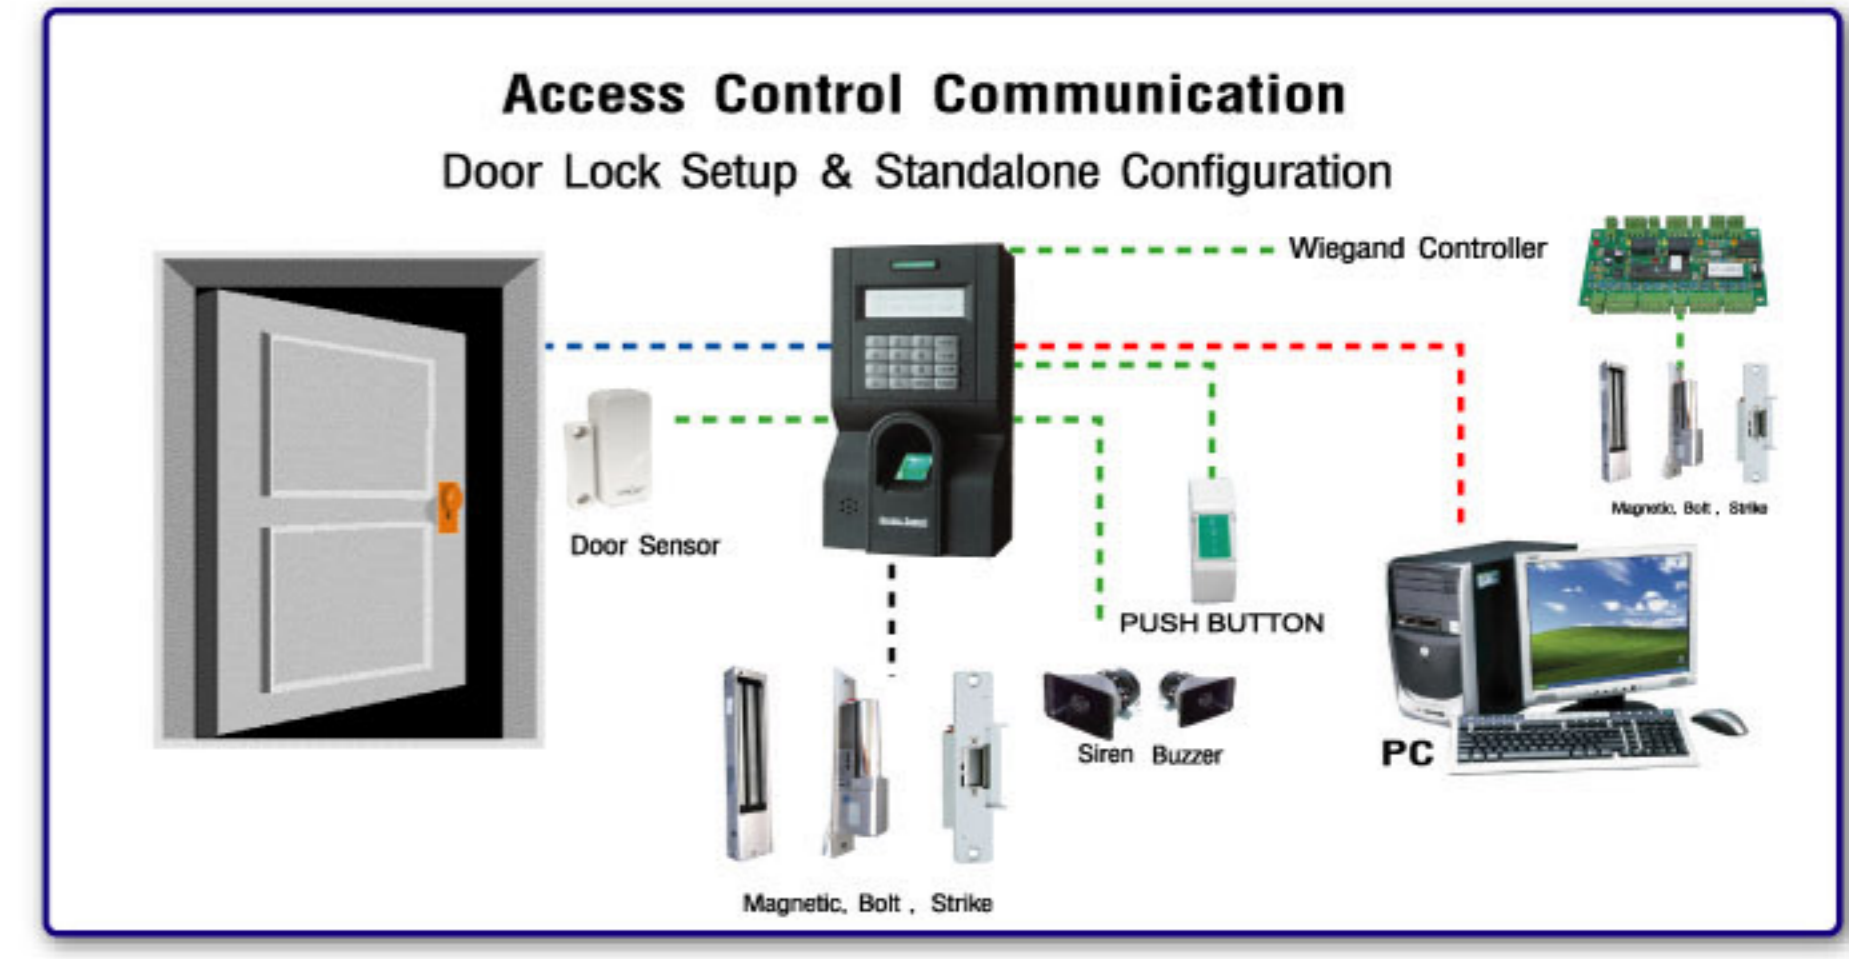 Access Control Communication
Door Lock Setup & Standalone Configuration
Wiegand Controller
Magnetic, Bolt , Strike
Door Sensor
PUSH BUTTON
Siren Buzzer
PC
Magnetic, Bolt , Strike